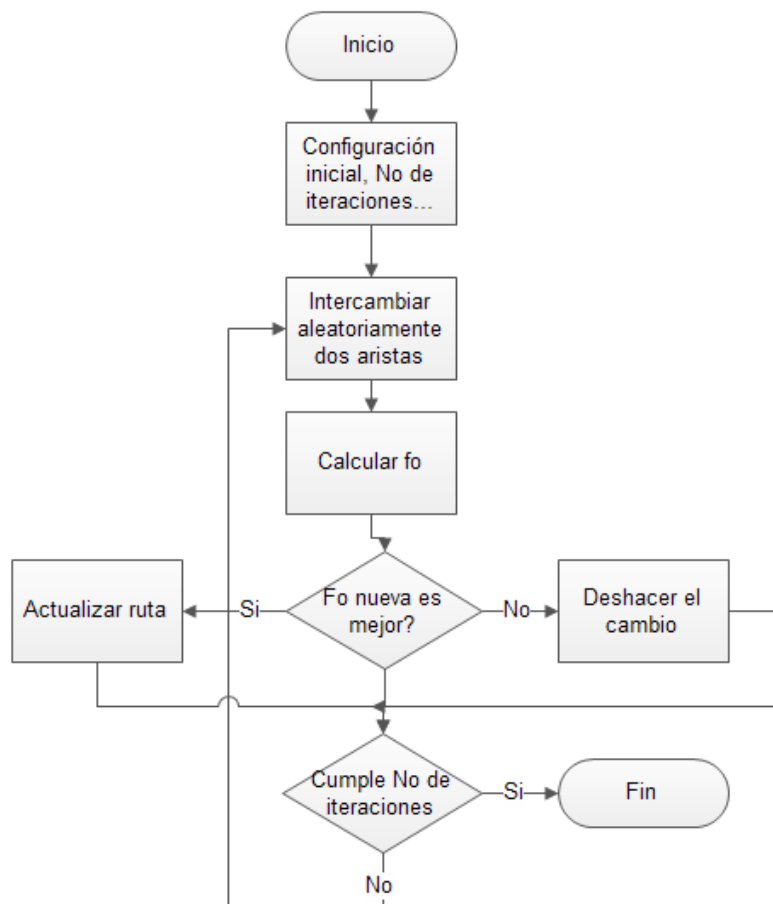 Inicio
Configuración
inicial, No de
iteraciones...
Intercambiar
aleatoriamente
dos aristas
Calcular fo
Actualizar ruta
Si
Fo nueva es
mejor?
No
Deshacer el
cambio
Cumple No de
iteraciones
Si
Fin
No